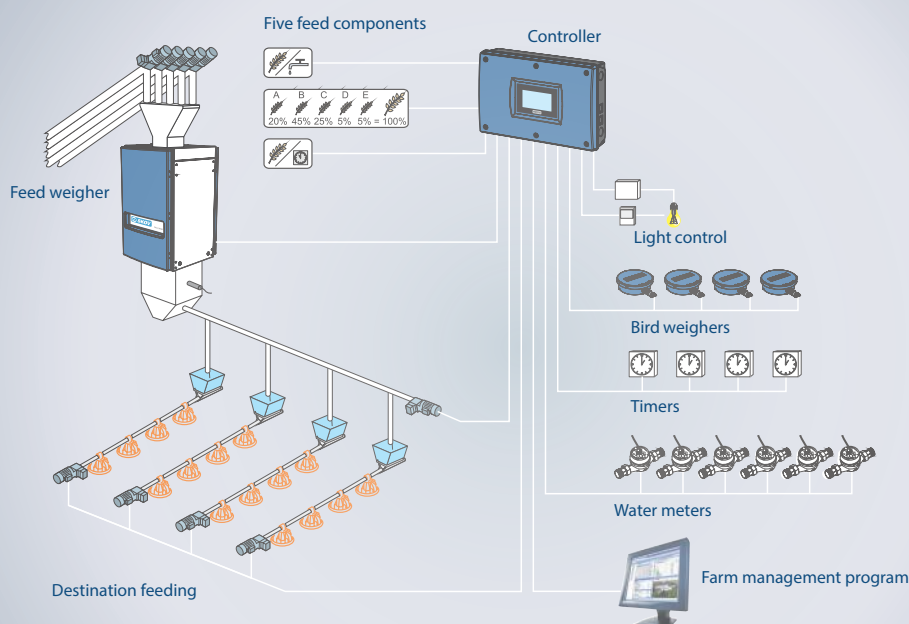 Five feed components
Controller
A B C D E
20% 45% 25% 5% 5% = 100%
Feed weigher
Light control
Bird weighers
Timers
Water meters
Farm management program
Destination feeding